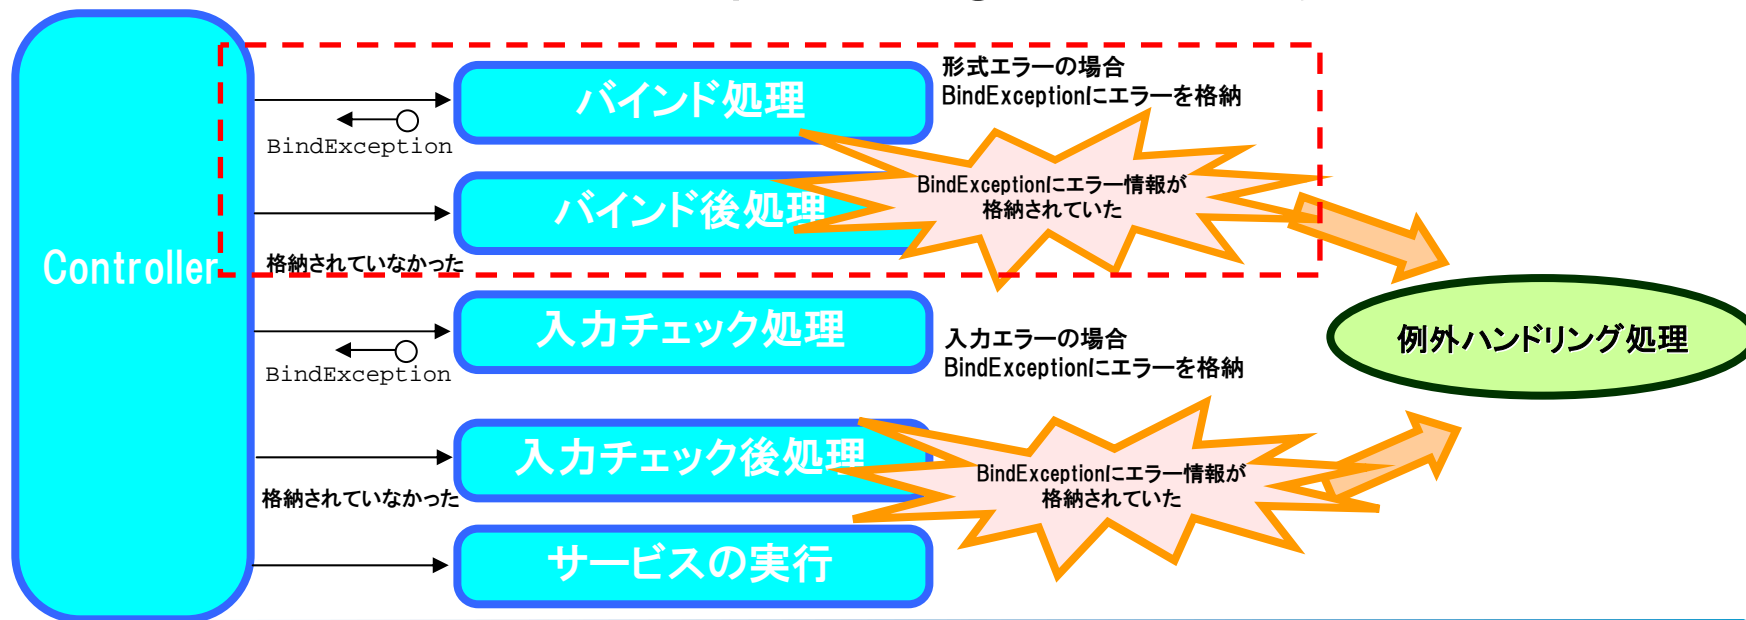 Controller
バインド処理
形式エラーの場合
BindExceptionにエラーを格納
BindException
バインド後処理
BindExceptionにエラー情報が
格納されていた
格納されていなかった
入力チェック処理
入力エラーの場合
BindExceptionにエラーを格納
BindException
例外ハンドリング処理
入力チェック後処理
BindExceptionにエラー情報が
格納されていた
格納されていなかった
サービスの実行